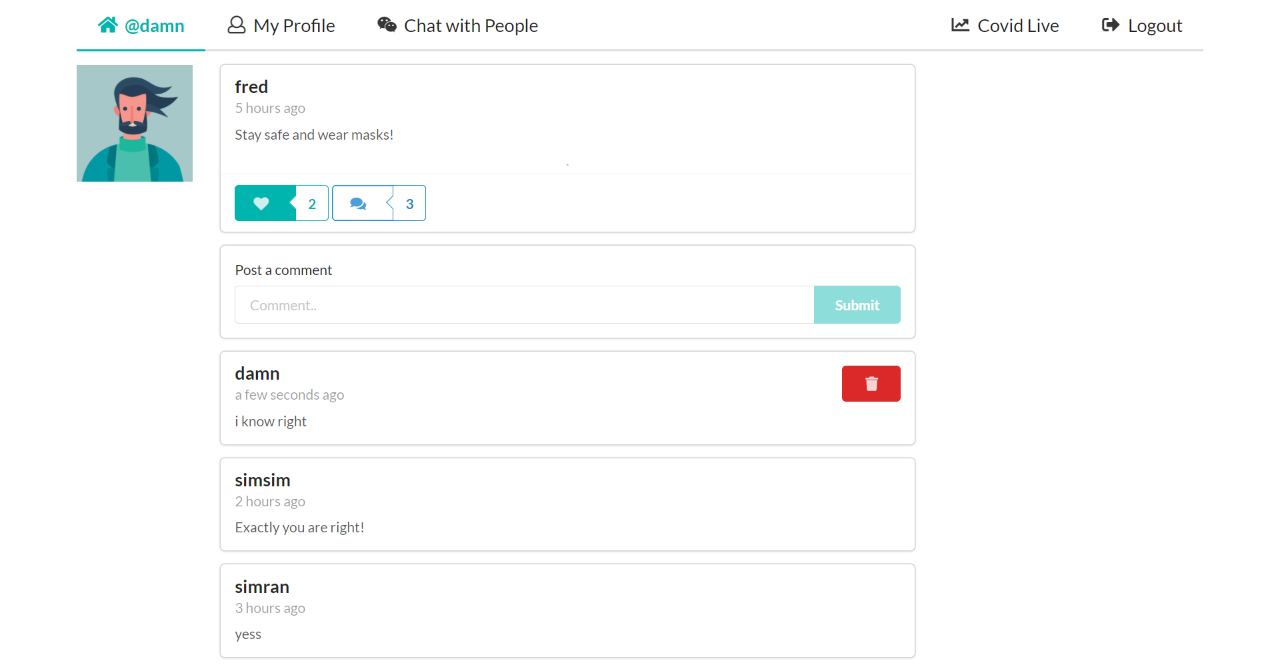 @damn My Profile Chat with People Covid Live Logout
fred
5 hours ago
Stay safe and wear masks!
2 3
Post a comment
Comment.. Submit
damn
a few seconds ago
i know right
simsim
2 hours ago
Exactly you are right!
simran
3 hours ago
yess